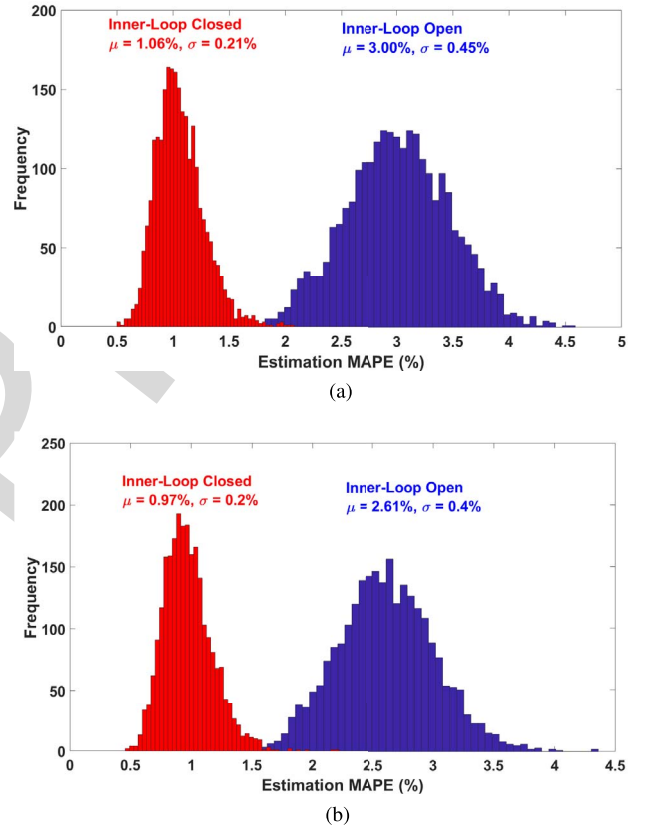 200
Inner-Loop Closed
μ = 1.06%, σ = 0.21%
Inner-Loop Open
μ = 3.00%, σ = 0.45%
150
100
50
0
Frequency
0 0.5 1 1.5 2 2.5 3 3.5 4 4.5 5
Estimation MAPE (%)
(a)
250
Inner-Loop Closed
μ = 0.97%, σ = 0.2%
Inner-Loop Open
μ = 2.61%, σ = 0.4%
200
150
100
50
0
Frequency
0 0.5 1 1.5 2 2.5 3 3.5 4 4.5
Estimation MAPE (%)
(b)